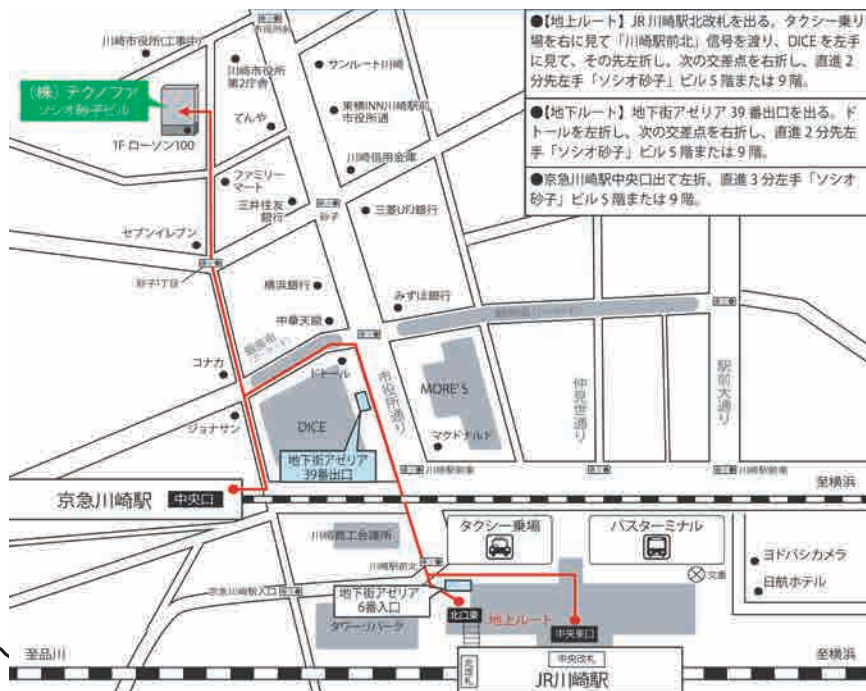 ●【地上ルート】JR川崎駅北改札を出る。タクシー乗り
場を右に見て「川崎駅前北」信号を渡り、DICEを左手
に見て、その先左折し。次の交差点を右折し、直進2
分先左手「ソシオ砂子」ビル5階または9階。
●【地下ルート】地下街アゼリア39番出口を出る。ド
トールを左折し、次の交差点を右折し、直進2分先左
手「ソシオ砂子」ビル5階または9階。
●京急川崎駅中央口出て左折、直進3分左手「ソシオ
砂子」ビル5階または9階。
市役所前
川崎市役所(工事中)
川崎市役所
第2庁舎
サンルート川崎
(株)テクノファ
ソシオ砂子ビル
てんや
東横INN川崎駅前
市役所通
1F ローソン100
川崎信用金庫
ファミリー
マート
三井住友
銀行
砂子
三菱UFJ銀行
セブンイレブン
砂子1丁目
横浜銀行
みずほ銀行
中華天国
コナカ
ドトール
市役所通り
MORE'S
仲見世通り
駅前大通り
ジョナサン
DICE
マクドナルド
地下街アゼリア
39番出口
川崎駅前東
川崎駅前南
至横浜
京急川崎駅
中央口
川崎商工会議所
タクシー乗場
バスターミナル
川崎駅前北
ヨドバシカメラ
交番
日航ホテル
京急川崎駅入口
地下街アゼリア
6番入口
タワーリパーク
北口東
地上ルート
中央東口
至品川
北改札
中央改札
JR川崎駅
至横浜